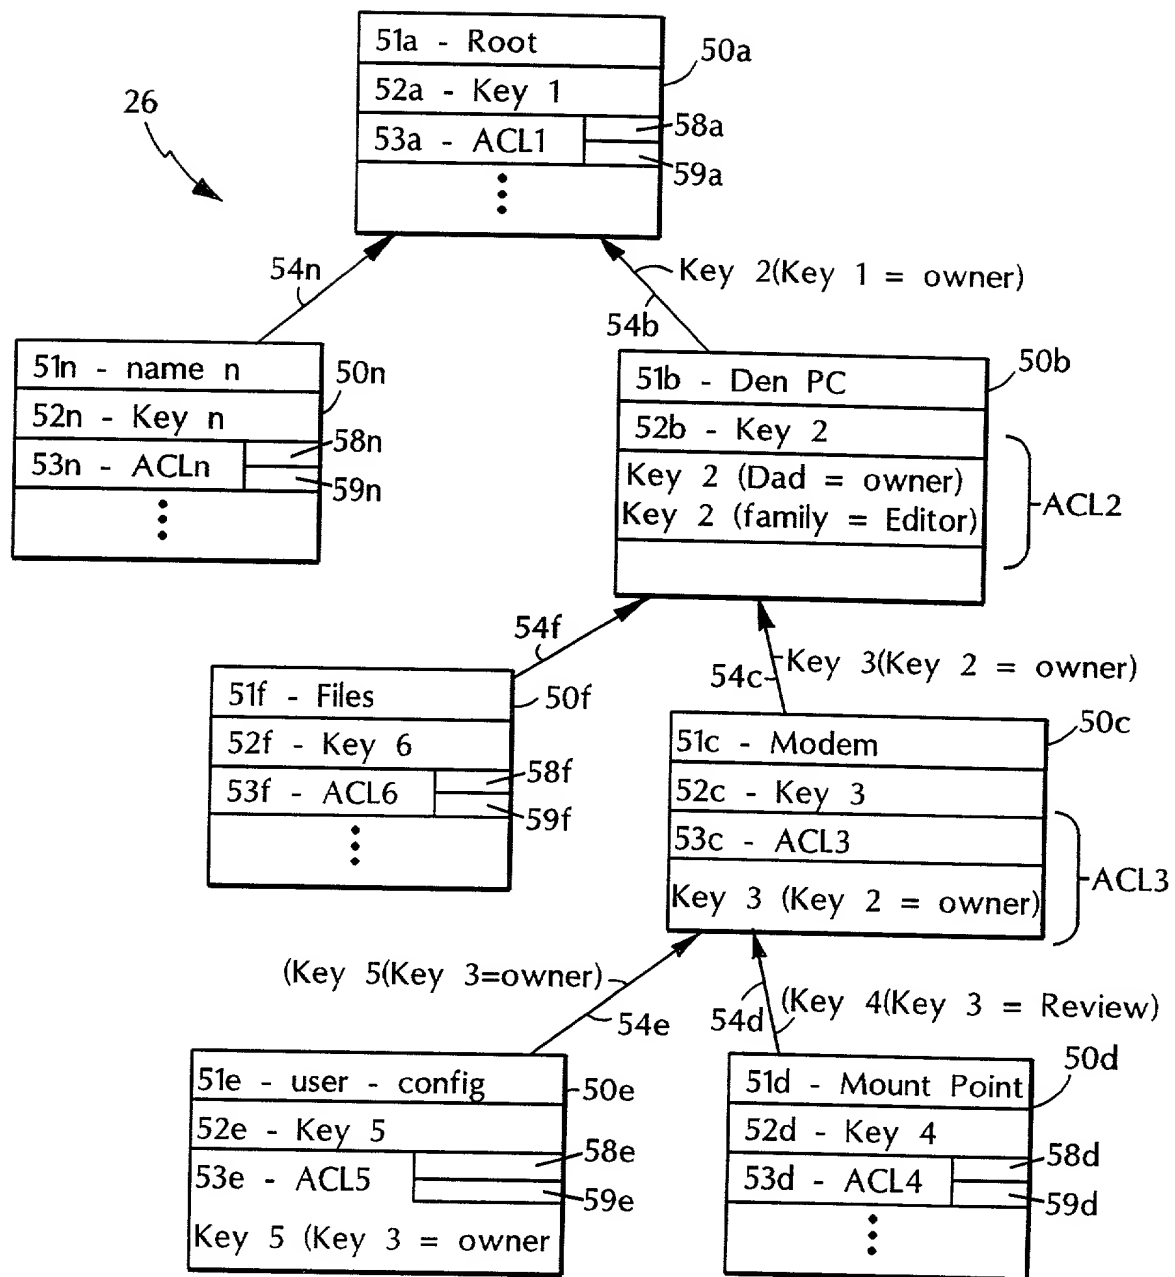 51a - Root
50a
52a - Key 1
26
53a - ACL1
58a
59a
54n
Key 2(Key 1 = owner)
54b
51n - name n
50n
52n - Key n
58n
53n - ACLn
59n
51b - Den PC
50b
52b - Key 2
Key 2 (Dad = owner)
Key 2 (family = Editor)
ACL2
54f
54c
Key 3(Key 2 = owner)
51f - Files
50f
52f - Key 6
58f
53f - ACL6
59f
51c - Modem
50c
52c - Key 3
53c - ACL3
ACL3
Key 3 (Key 2 = owner)
(Key 5(Key 3=owner)
54e
54d
(Key 4(Key 3 = Review)
51e - user - config
50e
52e - Key 5
58e
53e - ACL5
59e
Key 5 (Key 3 = owner
51d - Mount Point
50d
52d - Key 4
58d
53d - ACL4
59d